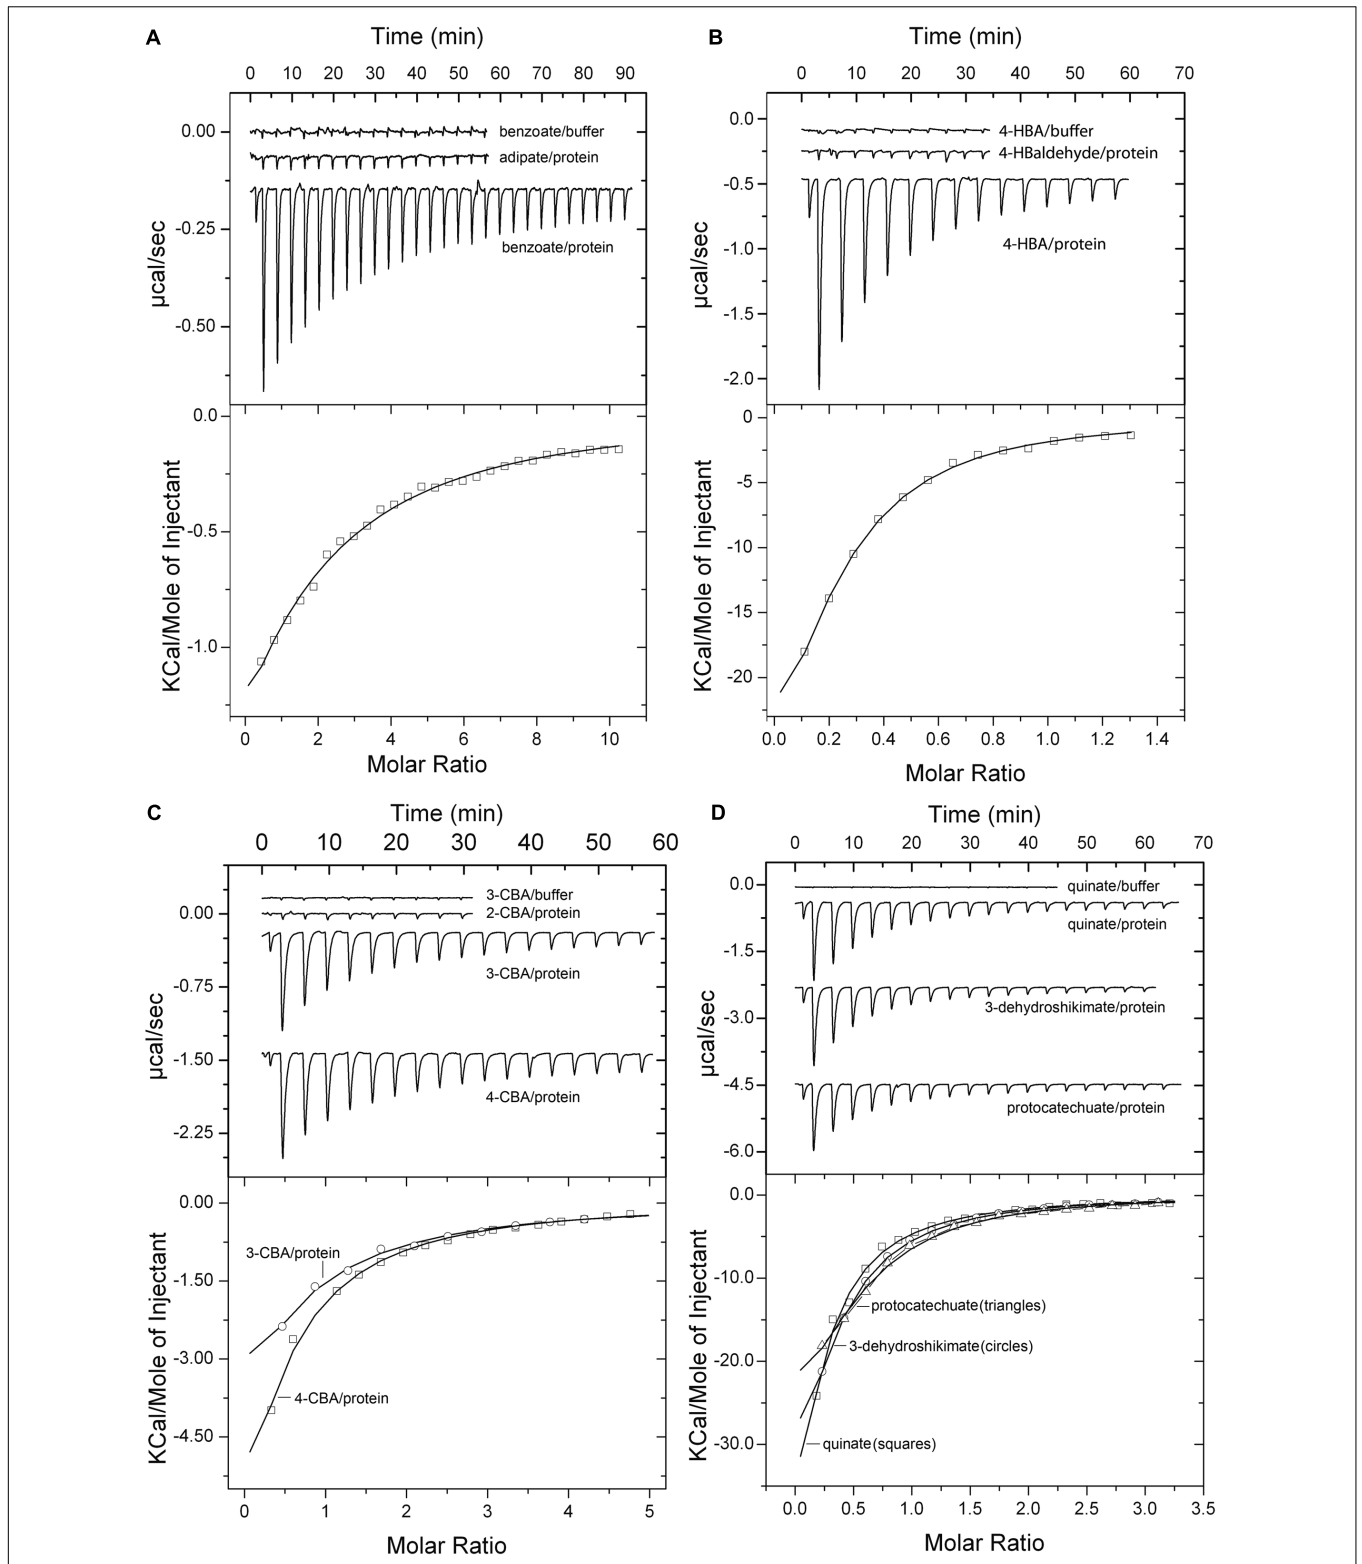 A
Time (min)
0 10 20 30 40 50 60 70 80 90
0.00
-0.25
-0.50
µcal/sec
benzoate/buffer
adipate/protein
benzoate/protein
0.0
-0.5
-1.0
KCal/Mole of Injectant
0 2 4 6 8 10
Molar Ratio
B
Time (min)
0 10 20 30 40 50 60 70
0.0
-0.5
-1.0
-1.5
-2.0
µcal/sec
4-HBA/buffer
4-HBaldehyde/protein
4-HBA/protein
0
-5
-10
-15
-20
KCal/Mole of Injectant
0.0 0.2 0.4 0.6 0.8 1.0 1.2 1.4
Molar Ratio
C
Time (min)
0 10 20 30 40 50 60
0.00
-0.75
-1.50
-2.25
µcal/sec
3-CBA/buffer
2-CBA/protein
3-CBA/protein
4-CBA/protein
0.00
-1.50
-3.00
-4.50
KCal/Mole of Injectant
3-CBA/protein
4-CBA/protein
0 1 2 3 4 5
Molar Ratio
D
Time (min)
0 10 20 30 40 50 60 70
0.0
-1.5
-3.0
-4.5
-6.0
µcal/sec
quinate/buffer
quinate/protein
3-dehydroshikimate/protein
protocatechuate/protein
0.0
-10.0
-20.0
-30.0
KCal/Mole of Injectant
protocatechuate(triangles)
3-dehydroshikimate(circles)
quinate(squares)
0.0 0.5 1.0 1.5 2.0 2.5 3.0 3.5
Molar Ratio